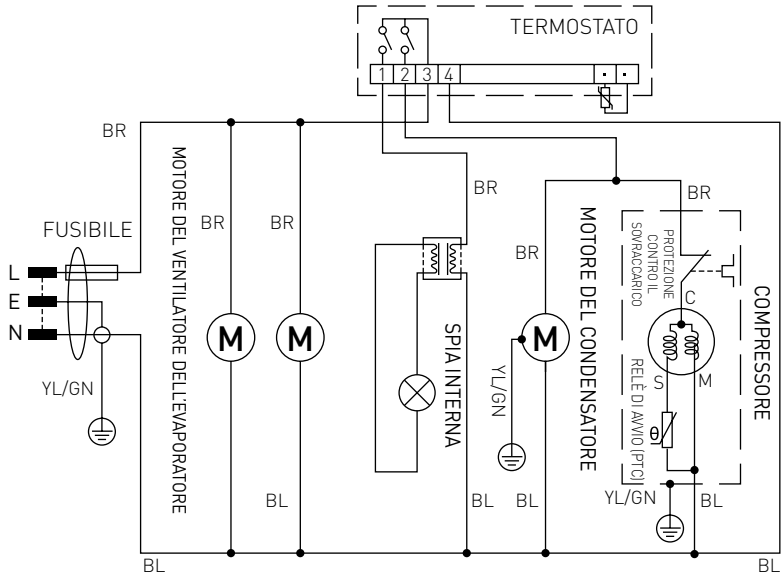 TERMOSTATO
1 2 3 4
BR
MOTORE DEL VENTILATORE DELL'EVAPORATORE
BR
BR
BR
BR
BR
FUSIBILE
L
E
N
YL/GN
M
M
M
SPIA INTERNA
MOTORE DEL CONDENSATORE
YL/GN
PROTEZIONE
CONTRO IL
SOVRACCARICO
COMPRESSORE
C
S
M
θ
RELÈ DI AVVIO (PTC)
BL
BL
BL
YL/GN
BL
BL
BL